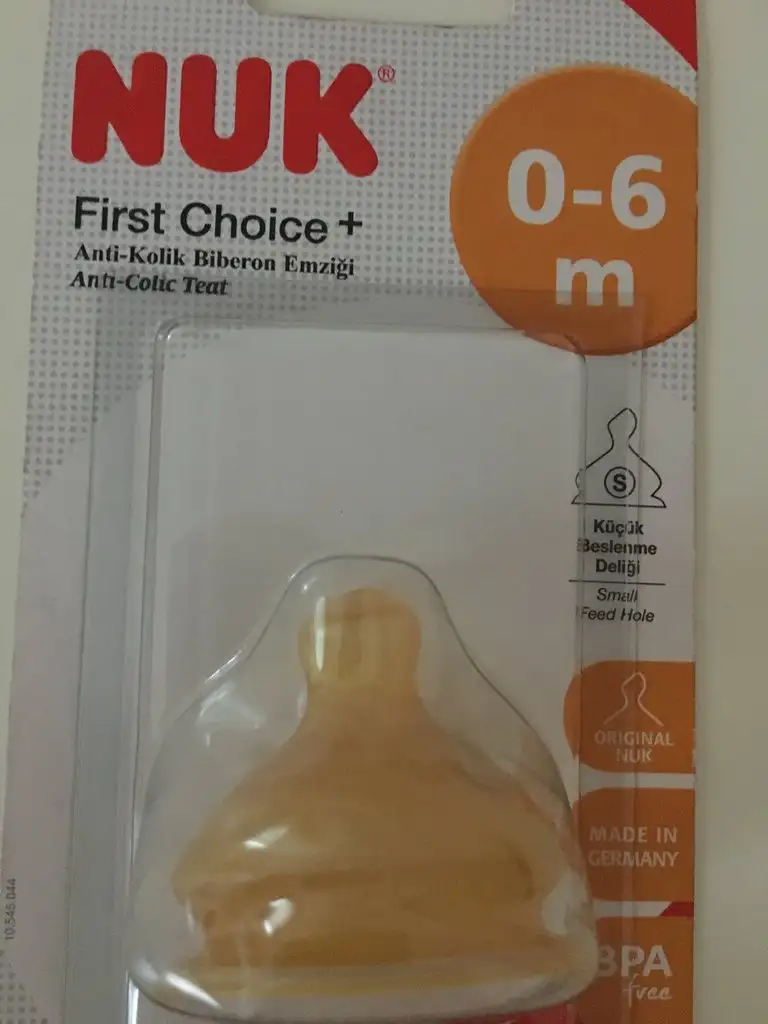 NUK®
First Choice +
Anti-Kolik Biberon Emziği
Anti-Colic Teat
0-6
m
S
Küçük
Beslenme
Deliği
Small
Feed Hole
ORIGINAL
NUK
MADE IN
GERMANY
BPA
free
10.545.044